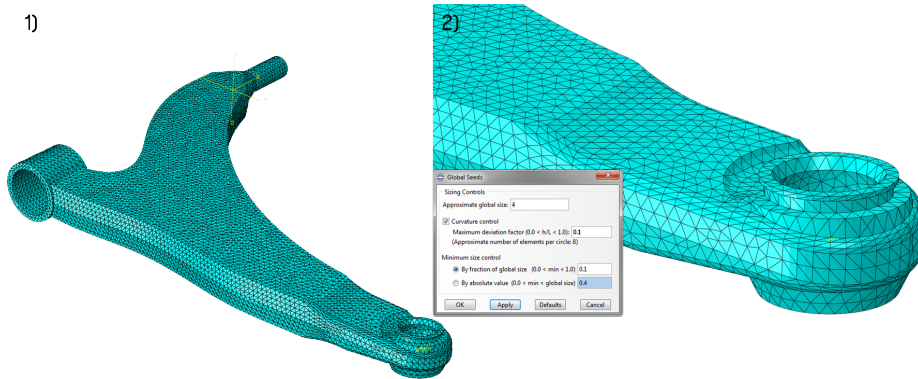 1)
2)
Global Seeds
Sizing Controls
Approximate global size: 4
Curvature control
Maximum deviation factor (0.0 < h/L < 1.0): 0.1
(Approximate number of elements per circle: 8)
Minimum size control
By fraction of global size (0.0 < min < 1.0) 0.1
By absolute value (0.0 < min < global size) 0.4
OK Apply Defaults Cancel